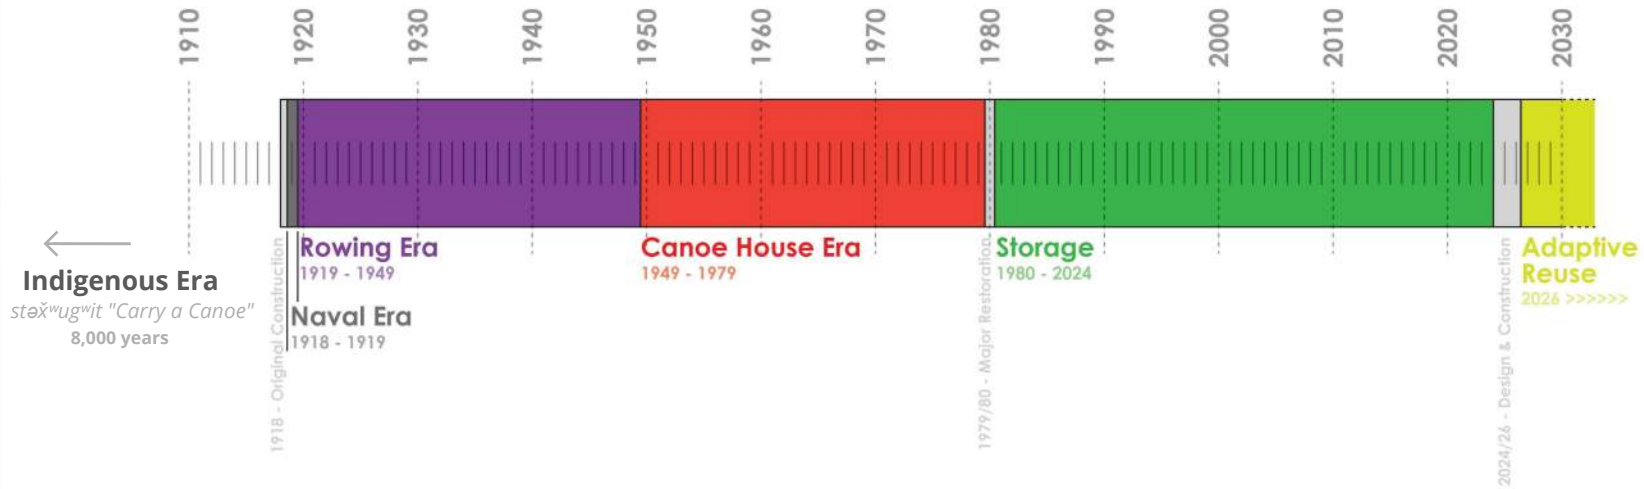 1910
1920
1930
1940
1950
1960
1970
1980
1990
2000
2010
2020
2030
Indigenous Era
stəx̌ʷugʷit "Carry a Canoe"
8,000 years
1918 - Original Construction
Rowing Era
1919 - 1949
Naval Era
1918 - 1919
Canoe House Era
1949 - 1979
1979/80 - Major Restoration
Storage
1980 - 2024
2024/26 - Design & Construction
Adaptive
Reuse
2026 >>>>>>